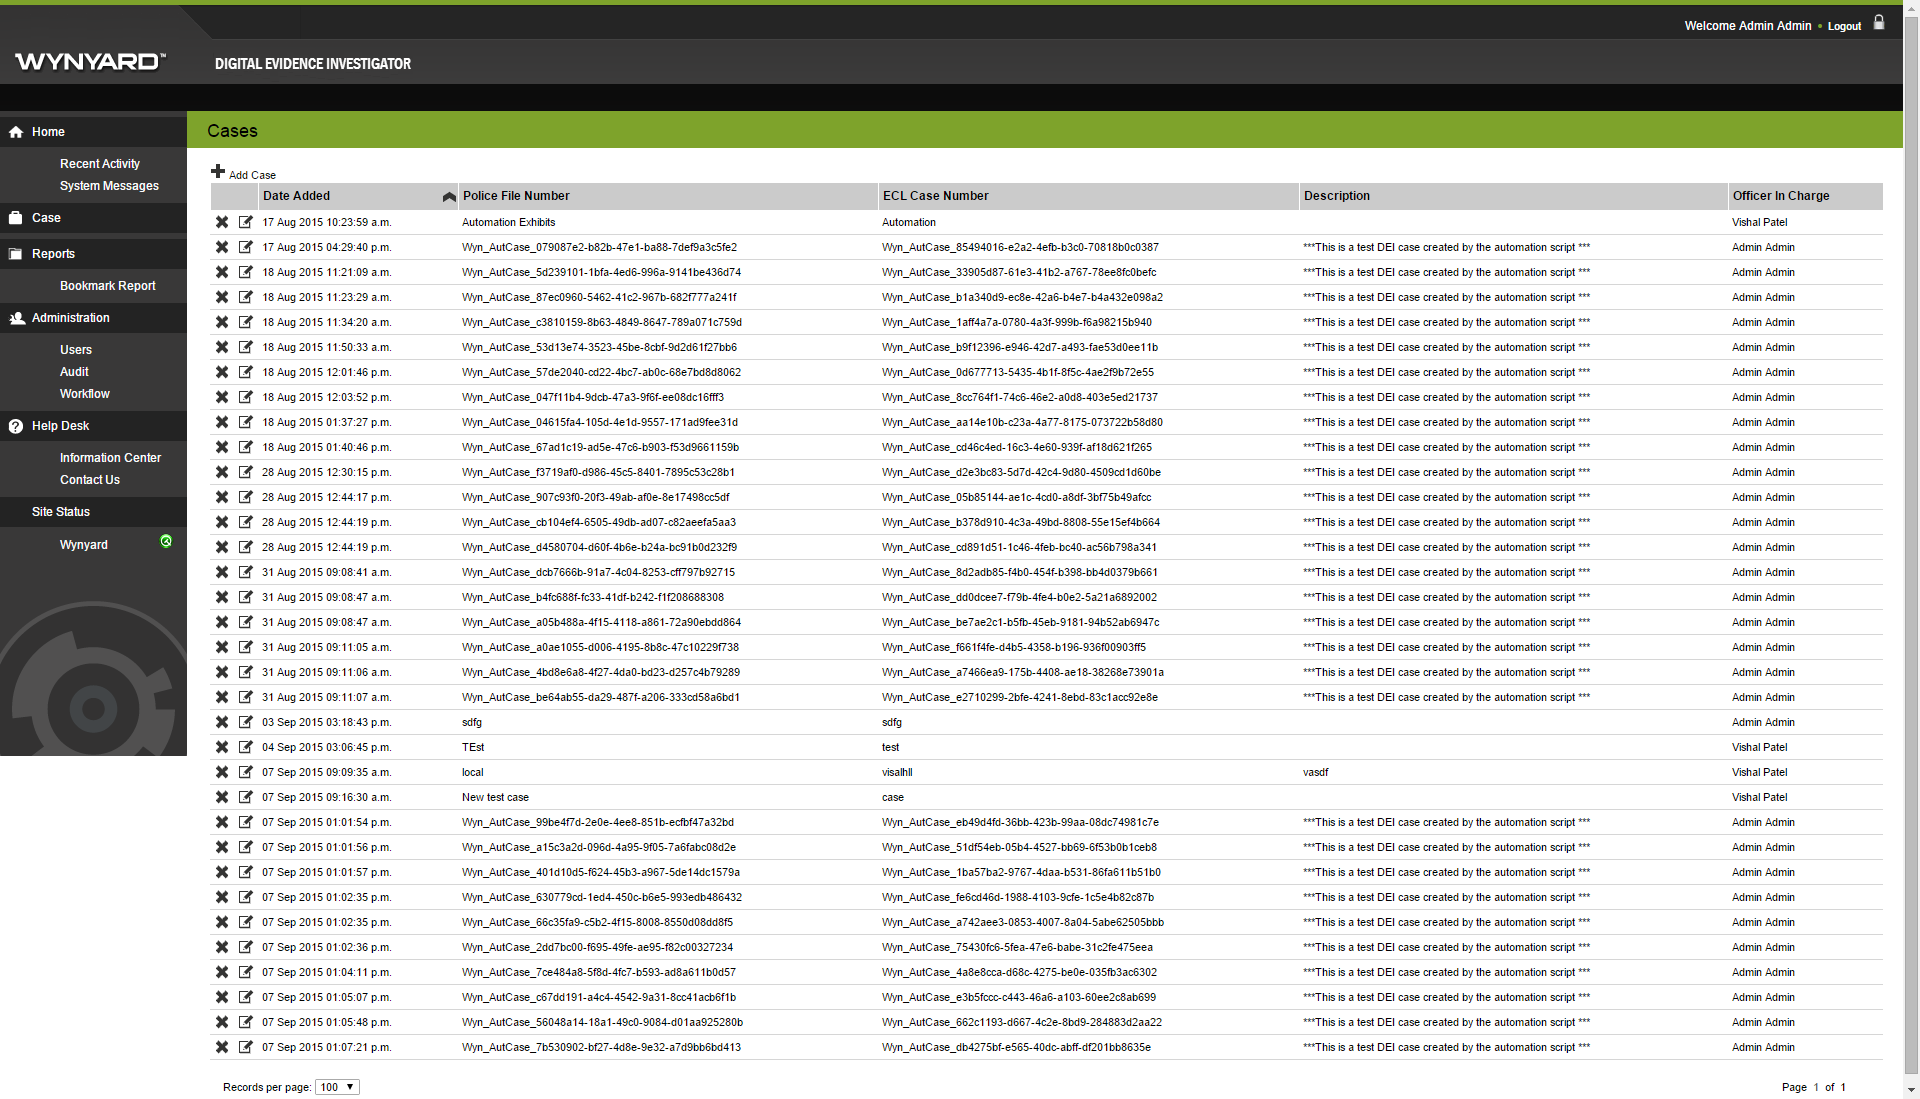 Welcome Admin Admin • Logout
WYNYARD™
DIGITAL EVIDENCE INVESTIGATOR
Home
Recent Activity
System Messages
Case
Reports
Bookmark Report
Administration
Users
Audit
Workflow
Help Desk
Information Center
Contact Us
Site Status
Wynyard
Cases
Add Case
Date Added Police File Number ECL Case Number Description Officer In Charge
17 Aug 2015 10:23:59 a.m. Automation Exhibits Automation Vishal Patel
17 Aug 2015 04:29:40 p.m. Wyn_AutCase_079087e2-b82b-47e1-ba88-7def9a3c5fe2 Wyn_AutCase_85494016-e2a2-4efb-b3c0-70818b0c0387 ***This is a test DEI case created by the automation script *** Admin Admin
18 Aug 2015 11:21:09 a.m. Wyn_AutCase_5d239101-1bfa-4ed6-996a-9141be436d74 Wyn_AutCase_33905d87-61e3-41b2-a767-78ee8fc0befc ***This is a test DEI case created by the automation script *** Admin Admin
18 Aug 2015 11:23:29 a.m. Wyn_AutCase_87ec0960-5462-41c2-967b-682f777a241f Wyn_AutCase_b1a340d9-ec8e-42a6-b4e7-b4a432e098a2 ***This is a test DEI case created by the automation script *** Admin Admin
18 Aug 2015 11:34:20 a.m. Wyn_AutCase_c3810159-8b63-4849-8647-789a071c759d Wyn_AutCase_1aff4a7a-0780-4a3f-999b-f6a98215b940 ***This is a test DEI case created by the automation script *** Admin Admin
18 Aug 2015 11:50:33 a.m. Wyn_AutCase_53d13e74-3523-45be-8cbf-9d2d61f27bb6 Wyn_AutCase_b9f12396-e946-42d7-a493-fae53d0ee11b ***This is a test DEI case created by the automation script *** Admin Admin
18 Aug 2015 12:01:46 p.m. Wyn_AutCase_57de2040-cd22-4bc7-ab0c-68e7bd8d8062 Wyn_AutCase_0d677713-5435-4b1f-8f5c-4ae2f9b72e55 ***This is a test DEI case created by the automation script *** Admin Admin
18 Aug 2015 12:03:52 p.m. Wyn_AutCase_047f11b4-9dcb-47a3-9f6f-ee08dc16fff3 Wyn_AutCase_8cc764f1-74c6-46e2-a0d8-403e5ed21737 ***This is a test DEI case created by the automation script *** Admin Admin
18 Aug 2015 01:37:27 p.m. Wyn_AutCase_04615fa4-105d-4e1d-9557-171ad9fee31d Wyn_AutCase_aa14e10b-c23a-4a77-8175-073722b58d80 ***This is a test DEI case created by the automation script *** Admin Admin
18 Aug 2015 01:40:46 p.m. Wyn_AutCase_67ad1c19-ad5e-47c6-b903-f53d9661159b Wyn_AutCase_cd46c4ed-16c3-4e60-939f-af18d621f265 ***This is a test DEI case created by the automation script *** Admin Admin
28 Aug 2015 12:30:15 p.m. Wyn_AutCase_f3719af0-d986-45c5-8401-7895c53c28b1 Wyn_AutCase_d2e3bc83-5d7d-42c4-9d80-4509cd1d60be ***This is a test DEI case created by the automation script *** Admin Admin
28 Aug 2015 12:44:17 p.m. Wyn_AutCase_907c93f0-20f3-49ab-af0e-8e17498cc5df Wyn_AutCase_05b85144-ae1c-4cd0-a8df-3bf75b49afcc ***This is a test DEI case created by the automation script *** Admin Admin
28 Aug 2015 12:44:19 p.m. Wyn_AutCase_cb104ef4-6505-49db-ad07-c82aeefa5aa3 Wyn_AutCase_b378d910-4c3a-49bd-8808-55e15ef4b664 ***This is a test DEI case created by the automation script *** Admin Admin
28 Aug 2015 12:44:19 p.m. Wyn_AutCase_d4580704-d60f-4b6e-b24a-bc91b0d232f9 Wyn_AutCase_cd891d51-1c46-4feb-bc40-ac56b798a341 ***This is a test DEI case created by the automation script *** Admin Admin
31 Aug 2015 09:08:41 a.m. Wyn_AutCase_dcb7666b-91a7-4c04-8253-cff797b92715 Wyn_AutCase_8d2adb85-f4b0-454f-b398-bb4d0379b661 ***This is a test DEI case created by the automation script *** Admin Admin
31 Aug 2015 09:08:47 a.m. Wyn_AutCase_b4fc688f-fc33-41df-b242-f1f208688308 Wyn_AutCase_dd0dcee7-f79b-4fe4-b0e2-5a21a6892002 ***This is a test DEI case created by the automation script *** Admin Admin
31 Aug 2015 09:08:47 a.m. Wyn_AutCase_a05b488a-4f15-4118-a861-72a90ebdd864 Wyn_AutCase_be7ae2c1-b5fb-45eb-9181-94b52ab6947c ***This is a test DEI case created by the automation script *** Admin Admin
31 Aug 2015 09:11:05 a.m. Wyn_AutCase_a0ae1055-d006-4195-8b8c-47c10229f738 Wyn_AutCase_f661f4fe-d4b5-4358-b196-936f00903ff5 ***This is a test DEI case created by the automation script *** Admin Admin
31 Aug 2015 09:11:06 a.m. Wyn_AutCase_4bd8e6a8-4f27-4da0-bd23-d257c4b79289 Wyn_AutCase_a7466ea9-175b-4408-ae18-38268e73901a ***This is a test DEI case created by the automation script *** Admin Admin
31 Aug 2015 09:11:07 a.m. Wyn_AutCase_be64ab55-da29-487f-a206-333cd58a6bd1 Wyn_AutCase_e2710299-2bfe-4241-8ebd-83c1acc92e8e ***This is a test DEI case created by the automation script *** Admin Admin
03 Sep 2015 03:18:43 p.m. sdfg sdfg Admin Admin
04 Sep 2015 03:06:45 p.m. TEst test Vishal Patel
07 Sep 2015 09:09:35 a.m. local visalhll vasdf Vishal Patel
07 Sep 2015 09:16:30 a.m. New test case case Vishal Patel
07 Sep 2015 01:01:54 p.m. Wyn_AutCase_99be4f7d-2e0e-4ee8-851b-ecfbf47a32bd Wyn_AutCase_eb49d4fd-36bb-423b-99aa-08dc74981c7e ***This is a test DEI case created by the automation script *** Admin Admin
07 Sep 2015 01:01:56 p.m. Wyn_AutCase_a15c3a2d-096d-4a95-9f05-7a6fabc08d2e Wyn_AutCase_51df54eb-05b4-4527-bb69-6f53b0b1ceb8 ***This is a test DEI case created by the automation script *** Admin Admin
07 Sep 2015 01:01:57 p.m. Wyn_AutCase_401d10d5-f624-45b3-a967-5de14dc1579a Wyn_AutCase_1ba57ba2-9767-4daa-b531-86fa611b51b0 ***This is a test DEI case created by the automation script *** Admin Admin
07 Sep 2015 01:02:35 p.m. Wyn_AutCase_630779cd-1ed4-450c-b6e5-993edb486432 Wyn_AutCase_fe6cd46d-1988-4103-9cfe-1c5e4b82c87b ***This is a test DEI case created by the automation script *** Admin Admin
07 Sep 2015 01:02:35 p.m. Wyn_AutCase_66c35fa9-c5b2-4f15-8008-8550d08dd8f5 Wyn_AutCase_a742aee3-0853-4007-8a04-5abe62505bbb ***This is a test DEI case created by the automation script *** Admin Admin
07 Sep 2015 01:02:36 p.m. Wyn_AutCase_2dd7bc00-f695-49fe-ae95-f82c00327234 Wyn_AutCase_75430fc6-5fea-47e6-babe-31c2fe475eea ***This is a test DEI case created by the automation script *** Admin Admin
07 Sep 2015 01:04:11 p.m. Wyn_AutCase_7ce484a8-5f8d-4fc7-b593-ad8a611b0d57 Wyn_AutCase_4a8e8cca-d68c-4275-be0e-035fb3ac6302 ***This is a test DEI case created by the automation script *** Admin Admin
07 Sep 2015 01:05:07 p.m. Wyn_AutCase_c67dd191-a4c4-4542-9a31-8cc41acb6f1b Wyn_AutCase_e3b5fccc-c443-46a6-a103-60ee2c8ab699 ***This is a test DEI case created by the automation script *** Admin Admin
07 Sep 2015 01:05:48 p.m. Wyn_AutCase_56048a14-18a1-49c0-9084-d01aa925280b Wyn_AutCase_662c1193-d667-4c2e-8bd9-284883d2aa22 ***This is a test DEI case created by the automation script *** Admin Admin
07 Sep 2015 01:07:21 p.m. Wyn_AutCase_7b530902-bf27-4d8e-9e32-a7d9bb6bd413 Wyn_AutCase_db4275bf-e565-40dc-abff-df201bb8635e ***This is a test DEI case created by the automation script *** Admin Admin
Records per page: 100 Page 1 of 1